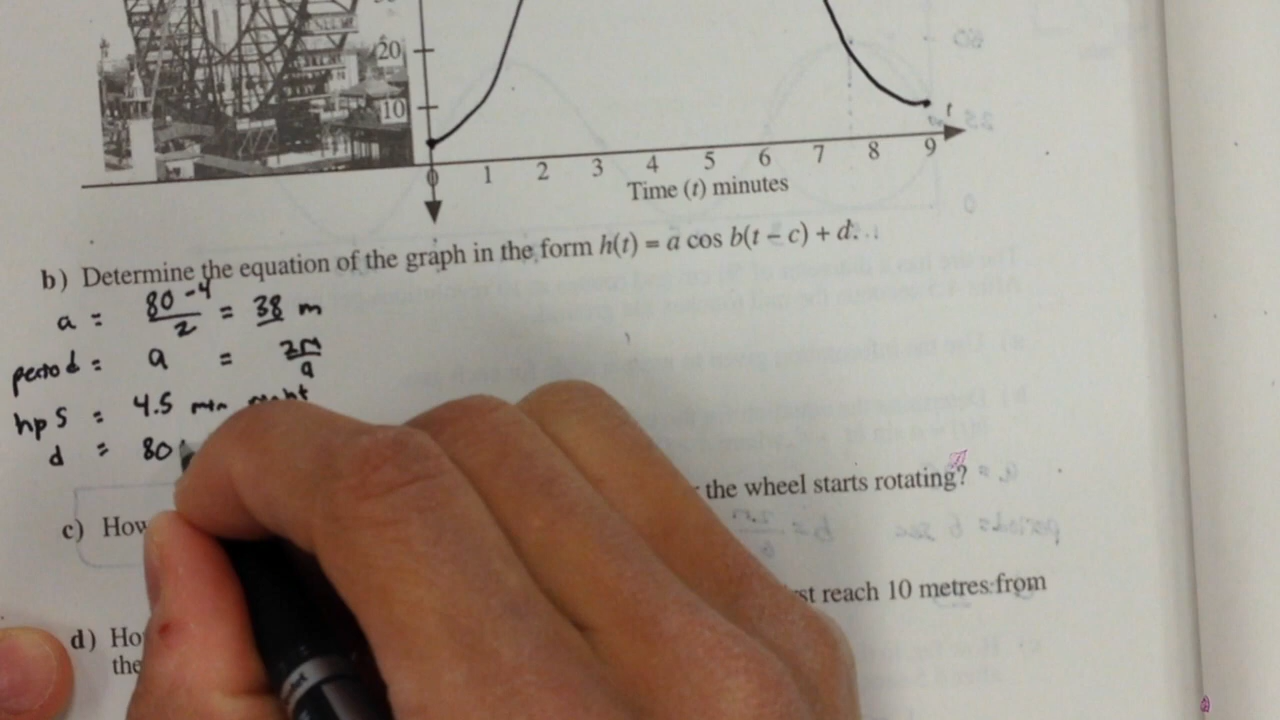 20
10
t
0 1 2 3 4 5 6 7 8 9
Time (t) minutes
b) Determine the equation of the graph in the form h(t) = a cos b(t – c) + d.
a = 80 - 4 / 2 = 38 m
period = 9 = 2π / 9
hps = 4.5 min right
d = 80
c) How the wheel starts rotating?
d) Ho st reach 10 metres from
the